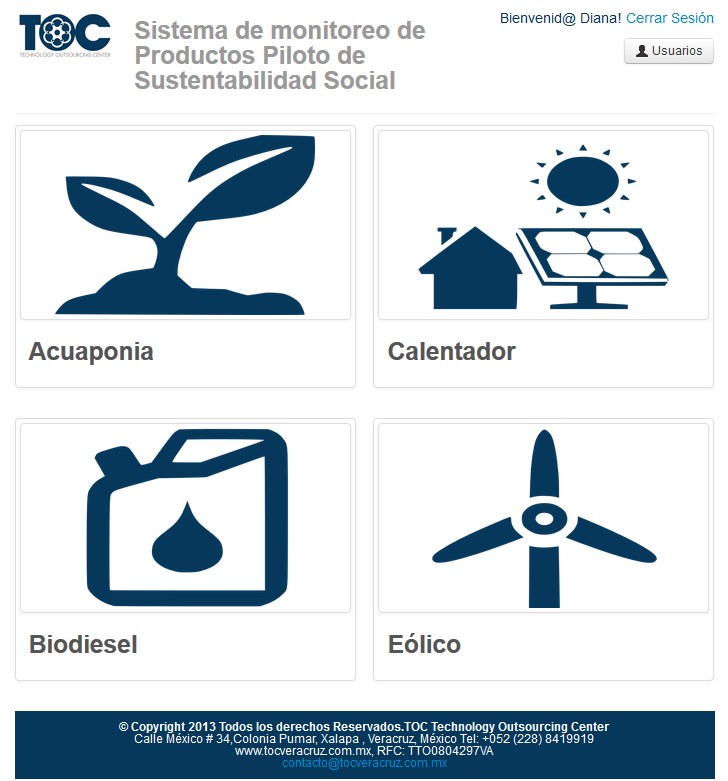 TOC
TECHNOLOGY OUTSOURCING CENTER
Sistema de monitoreo de
Productos Piloto de
Sustentabilidad Social
Bienvenid@ Diana! Cerrar Sesión
Usuarios
Acuaponia
Calentador
Biodiesel
Eólico
© Copyright 2013 Todos los derechos Reservados.TOC Technology Outsourcing Center
Calle México # 34,Colonia Pumar, Xalapa , Veracruz, México Tel: +052 (228) 8419919
www.tocveracruz.com.mx, RFC: TTO0804297VA
contacto@tocveracruz.com.mx